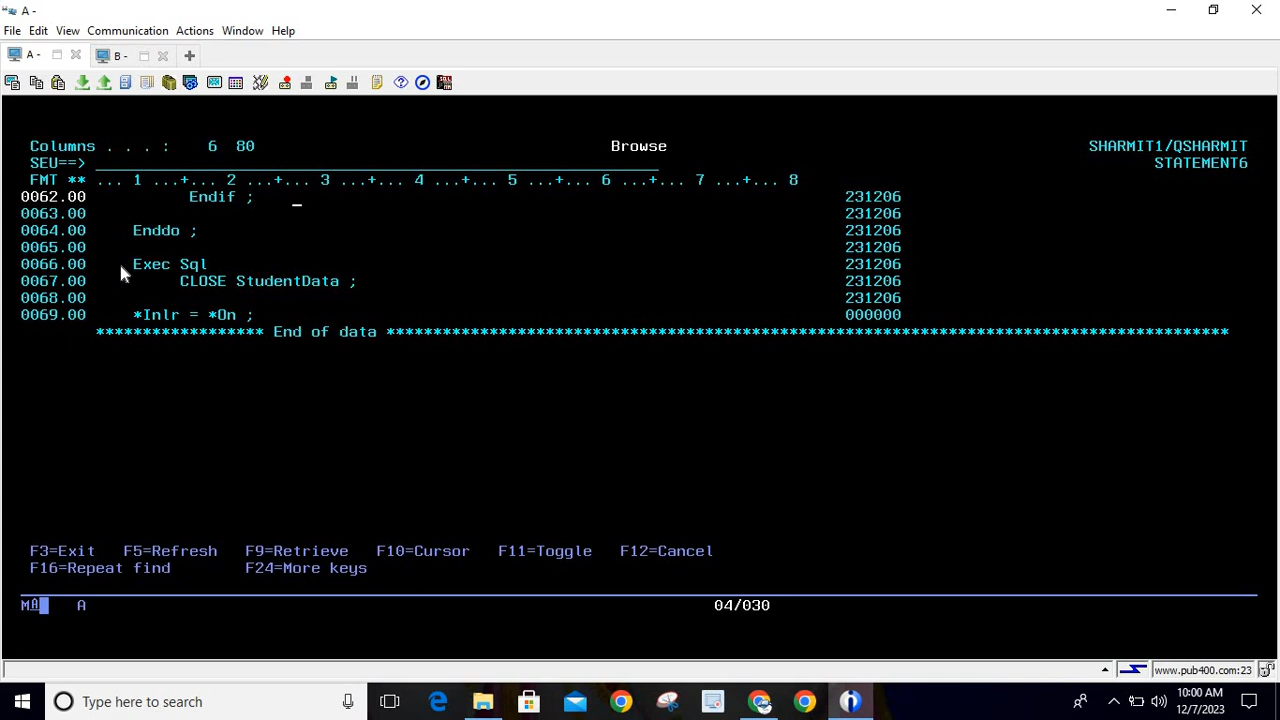 A -
File Edit View Communication Actions Window Help
A - B -
Columns . . . : 6 80 Browse SHARMIT1/QSHARMIT
SEU==> STATEMENT6
FMT ** ... 1 ...+... 2 ...+... 3 ...+... 4 ...+... 5 ...+... 6 ...+... 7 ...+... 8
0062.00 Endif ; 231206
0063.00 231206
0064.00 Enddo ; 231206
0065.00 231206
0066.00 Exec Sql 231206
0067.00 CLOSE StudentData ; 231206
0068.00 231206
0069.00 *Inlr = *On ; 000000
****************** End of data ******************************************************************************************
F3=Exit F5=Refresh F9=Retrieve F10=Cursor F11=Toggle F12=Cancel
F16=Repeat find F24=More keys
A 04/030
www.pub400.com:23
Type here to search
10:00 AM
12/7/2023